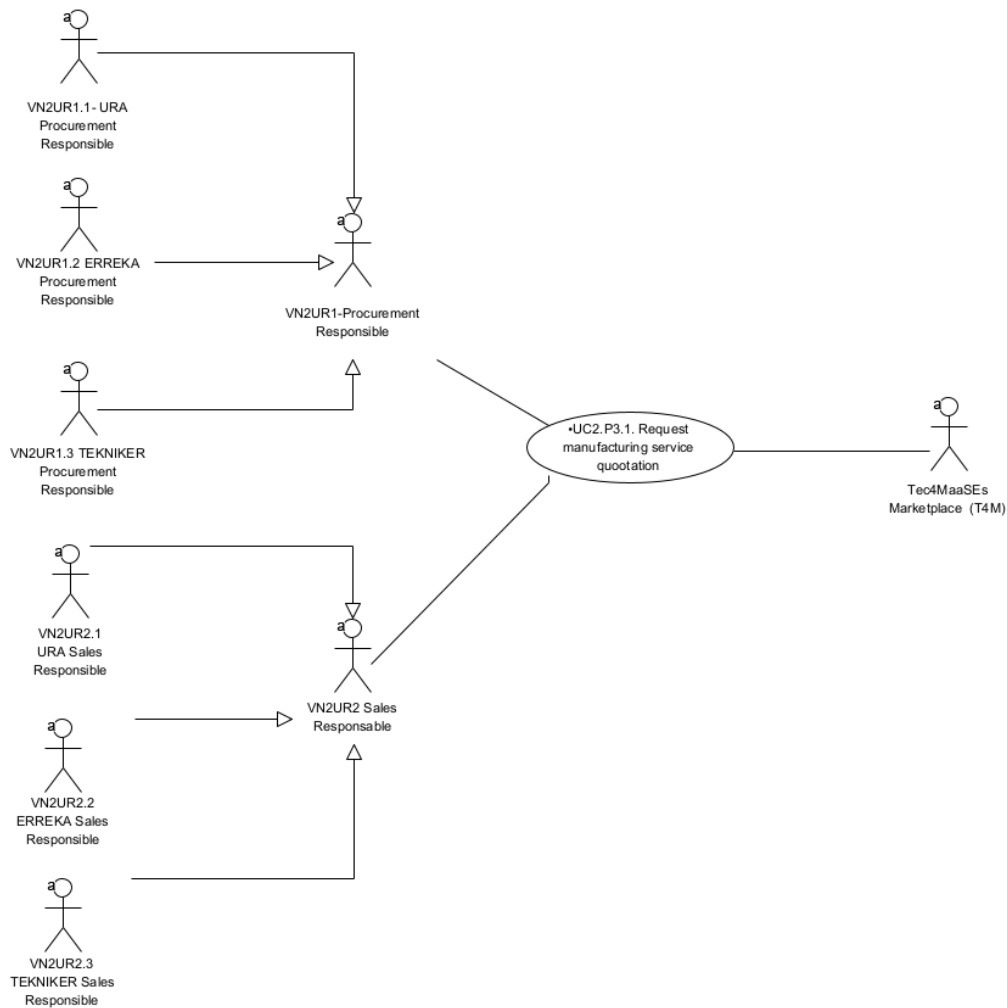 a
VN2UR1.1- URA
Procurement
Responsible
a
VN2UR1.2 ERREKA
Procurement
Responsible
a
VN2UR1-Procurement
Responsible
a
VN2UR1.3 TEKNIKER
Procurement
Responsible
•UC2.P3.1. Request
manufacturing service
quootation
a
Tec4MaaSEs
Marketplace (T4M)
a
VN2UR2.1
URA Sales
Responsible
a
VN2UR2 Sales
Responsable
a
VN2UR2.2
ERREKA Sales
Responsible
a
VN2UR2.3
TEKNIKER Sales
Responsible